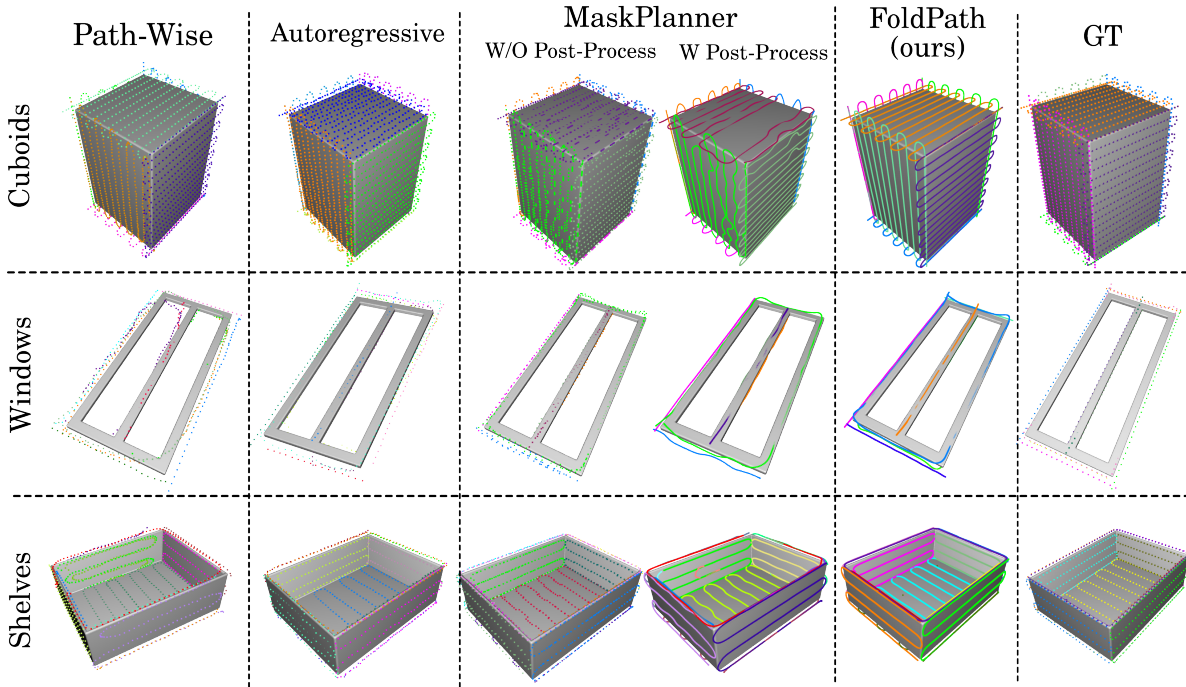 Path-Wise
Autoregressive
MaskPlanner
W/O Post-Process
W Post-Process
FoldPath
(ours)
GT
Cuboids
Windows
Shelves